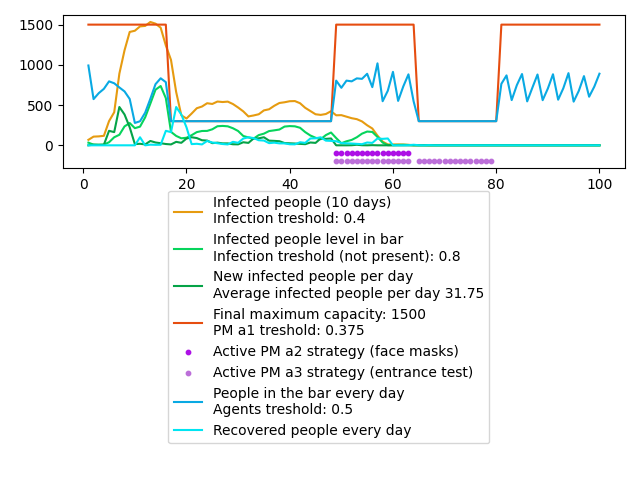 1500
1000
500
0
0
20
40
60
80
100
Infected people (10 days)
Infection treshold: 0.4
Infected people level in bar
Infection treshold (not present): 0.8
New infected people per day
Average infected people per day 31.75
Final maximum capacity: 1500
PM a1 treshold: 0.375
Active PM a2 strategy (face masks)
Active PM a3 strategy (entrance test)
People in the bar every day
Agents treshold: 0.5
Recovered people every day